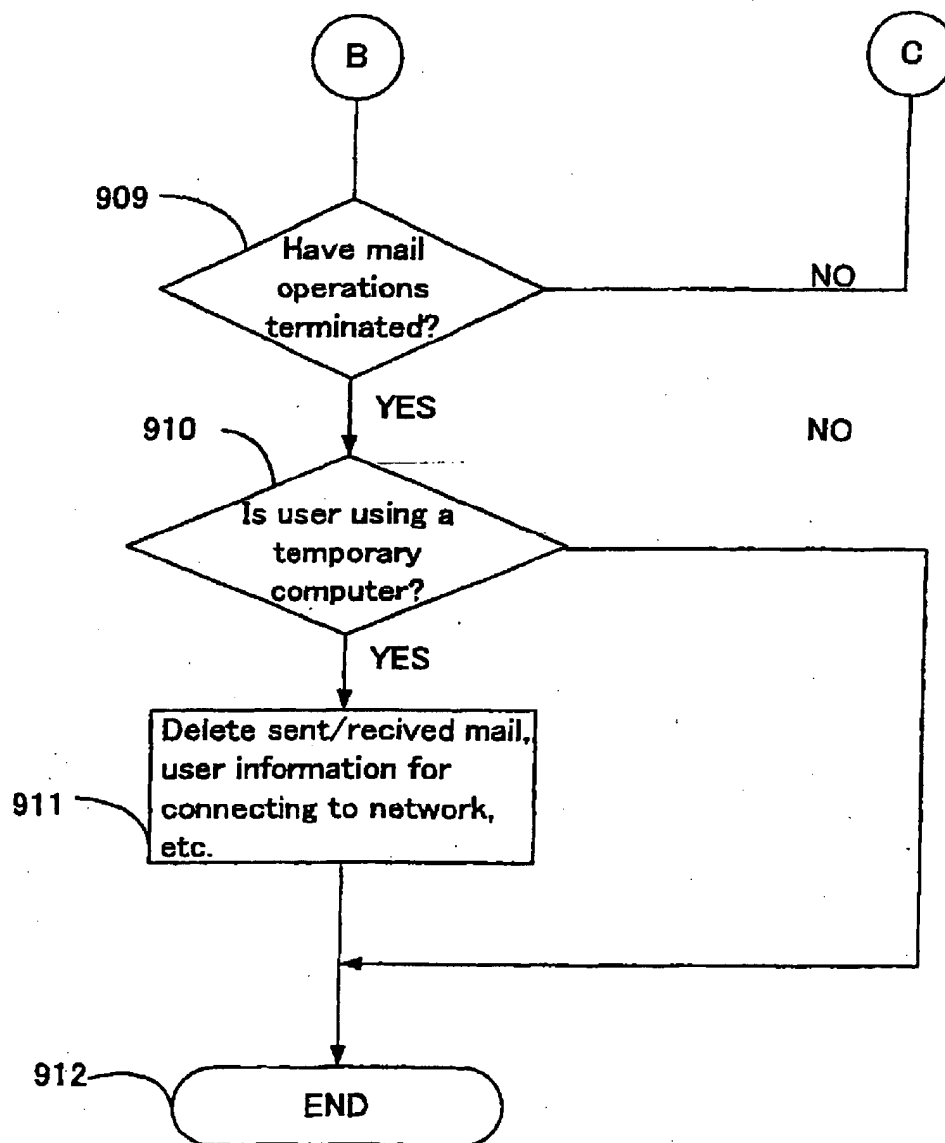 B
C
909
Have mail
operations
terminated?
NO
YES
910
NO
Is user using a
temporary
computer?
YES
Delete sent/recived mail,
user information for
connecting to network,
etc.
911
912
END